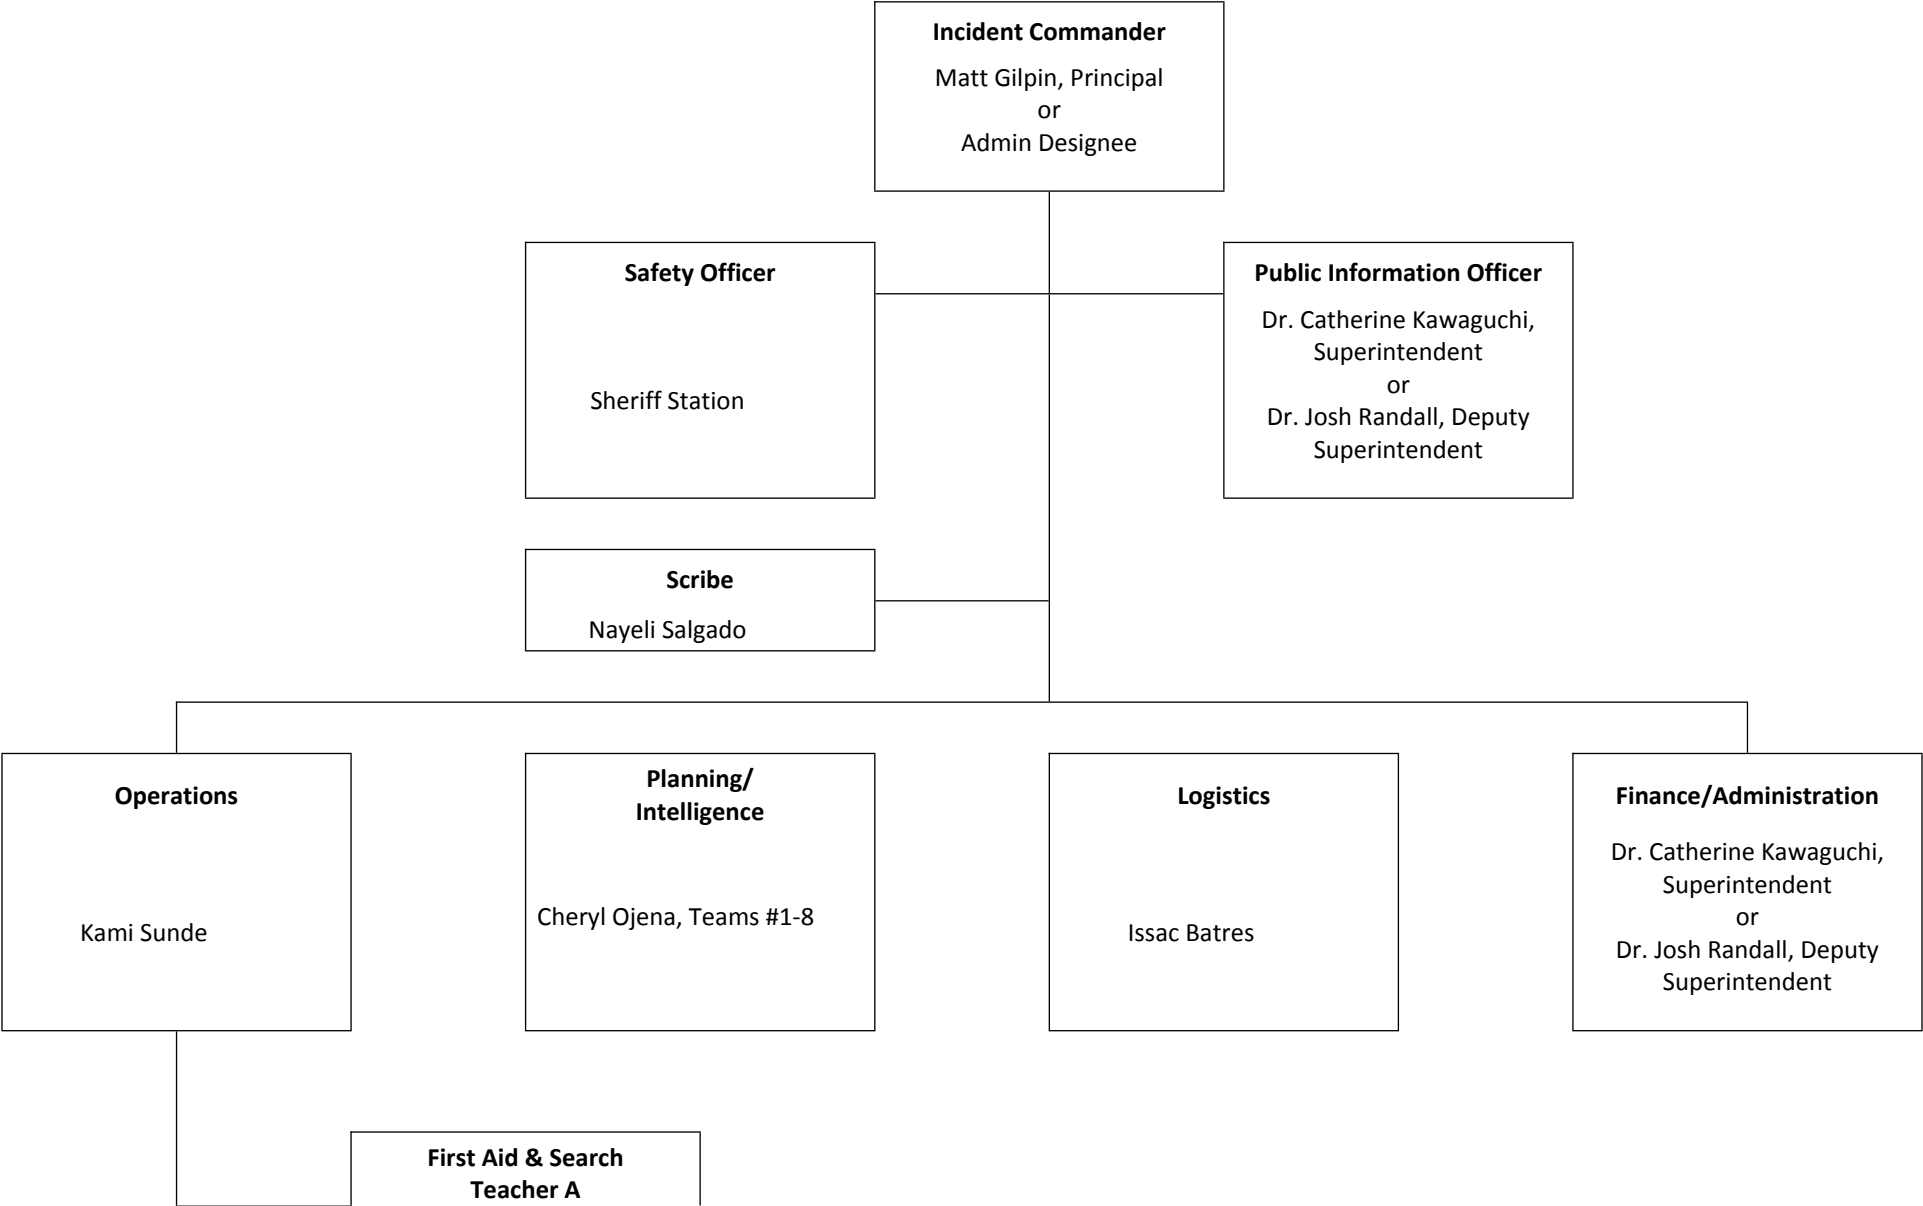 Incident Commander
Matt Gilpin, Principal
or
Admin Designee
Safety Officer
Sheriff Station
Public Information Officer
Dr. Catherine Kawaguchi,
Superintendent
or
Dr. Josh Randall, Deputy
Superintendent
Scribe
Nayeli Salgado
Operations
Kami Sunde
Planning/
Intelligence
Cheryl Ojena, Teams #1-8
Logistics
Issac Batres
Finance/Administration
Dr. Catherine Kawaguchi,
Superintendent
or
Dr. Josh Randall, Deputy
Superintendent
First Aid & Search
Teacher A